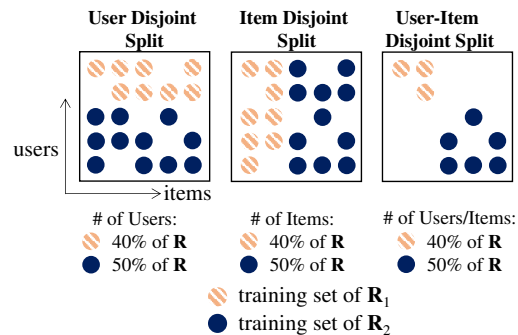 User Disjoint Split
Item Disjoint Split
User-Item Disjoint Split
users
items
# of Users:
40% of R
50% of R
# of Items:
40% of R
50% of R
# of Users/Items:
40% of R
50% of R
training set of R₁
training set of R₂